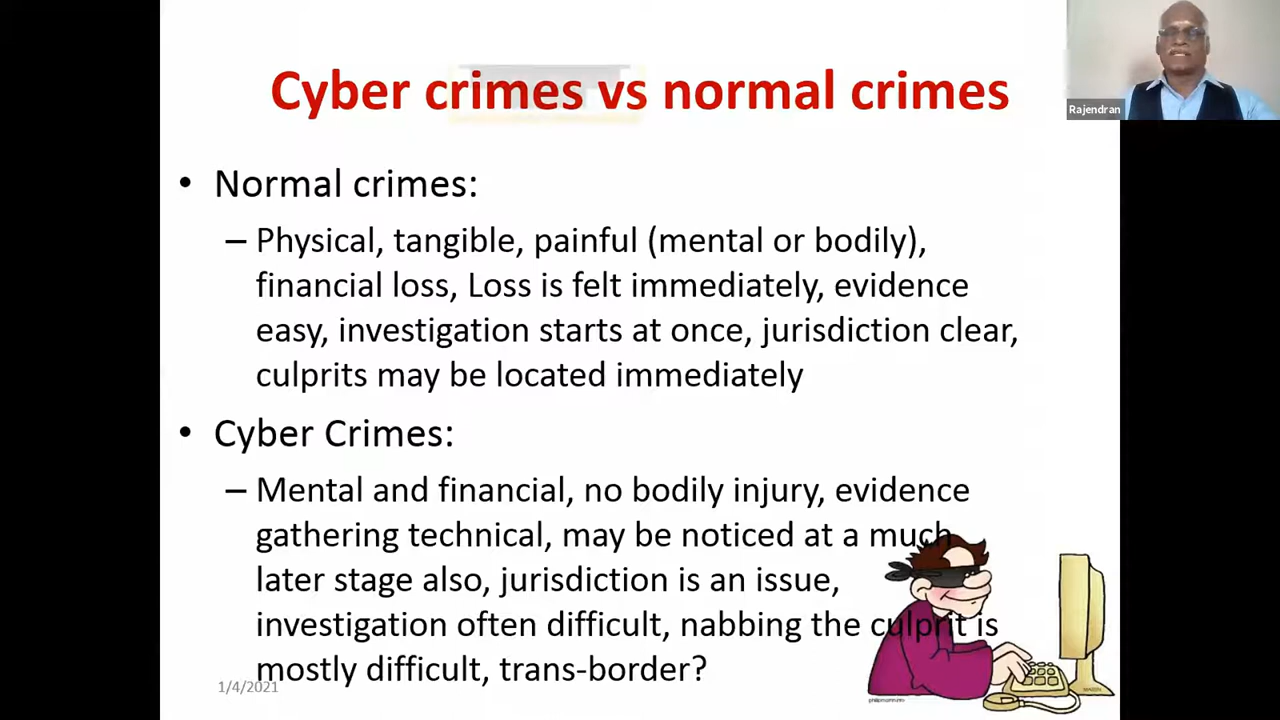 Cyber crimes vs normal crimes
Rajendran
• Normal crimes:
– Physical, tangible, painful (mental or bodily),
financial loss, Loss is felt immediately, evidence
easy, investigation starts at once, jurisdiction clear,
culprits may be located immediately
• Cyber Crimes:
– Mental and financial, no bodily injury, evidence
gathering technical, may be noticed at a much
later stage also, jurisdiction is an issue,
investigation often difficult, nabbing the culprit is
mostly difficult, trans-border?
1/4/2021